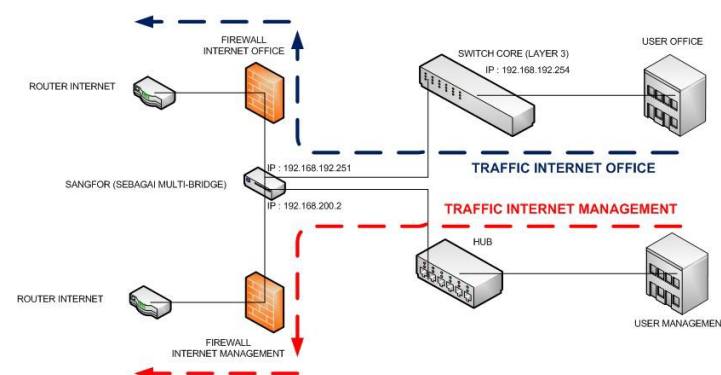 FIREWALL
INTERNET OFFICE
SWITCH CORE (LAYER 3)
IP : 192.168.192.254
USER OFFICE
ROUTER INTERNET
IP : 192.168.192.251
TRAFFIC INTERNET OFFICE
SANGFOR (SEBAGAI MULTI-BRIDGE)
IP : 192.168.200.2
TRAFFIC INTERNET MANAGEMENT
HUB
ROUTER INTERNET
USER MANAGEMEN
FIREWALL
INTERNET MANAGEMENT